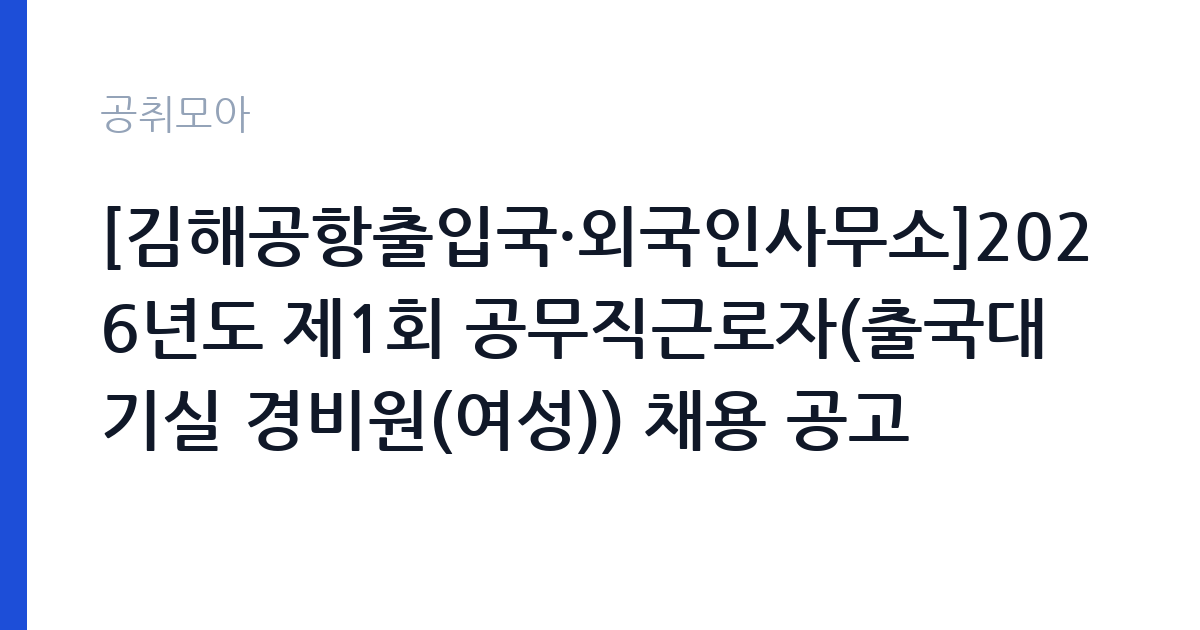 공취모아
[김해공항출입국·외국인사무소]202
6년도 제1회 공무직근로자(출국대
기실 경비원(여성)) 채용 공고